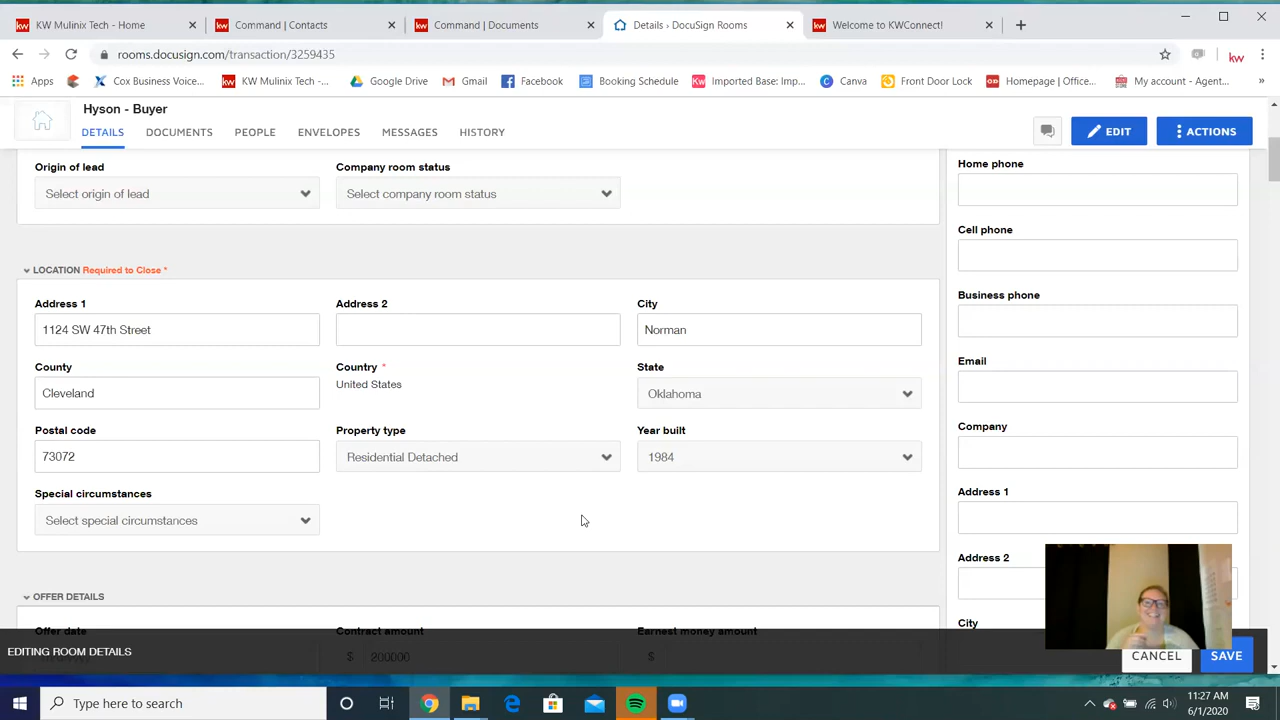 KW Mulinix Tech - Home
Command | Contacts
Command | Documents
Details › DocuSign Rooms
Welcome to KWConnect!
rooms.docusign.com/transaction/3259435
Apps
Cox Business Voice...
KW Mulinix Tech -...
Google Drive
Gmail
Facebook
Booking Schedule
Imported Base: Imp...
Canva
Front Door Lock
Homepage | Office...
My account - Agent...
Hyson - Buyer
DETAILS
DOCUMENTS
PEOPLE
ENVELOPES
MESSAGES
HISTORY
EDIT
ACTIONS
Origin of lead
Company room status
Select origin of lead
Select company room status
LOCATION Required to Close *
Address 1
Address 2
City
1124 SW 47th Street
Norman
County
Country *
State
Cleveland
United States
Oklahoma
Postal code
Property type
Year built
73072
Residential Detached
1984
Special circumstances
Select special circumstances
OFFER DETAILS
Offer date
Contract amount
Earnest money amount
$ 200000
$
Home phone
Cell phone
Business phone
Email
Company
Address 1
Address 2
City
EDITING ROOM DETAILS
CANCEL
SAVE
Type here to search
11:27 AM
6/1/2020